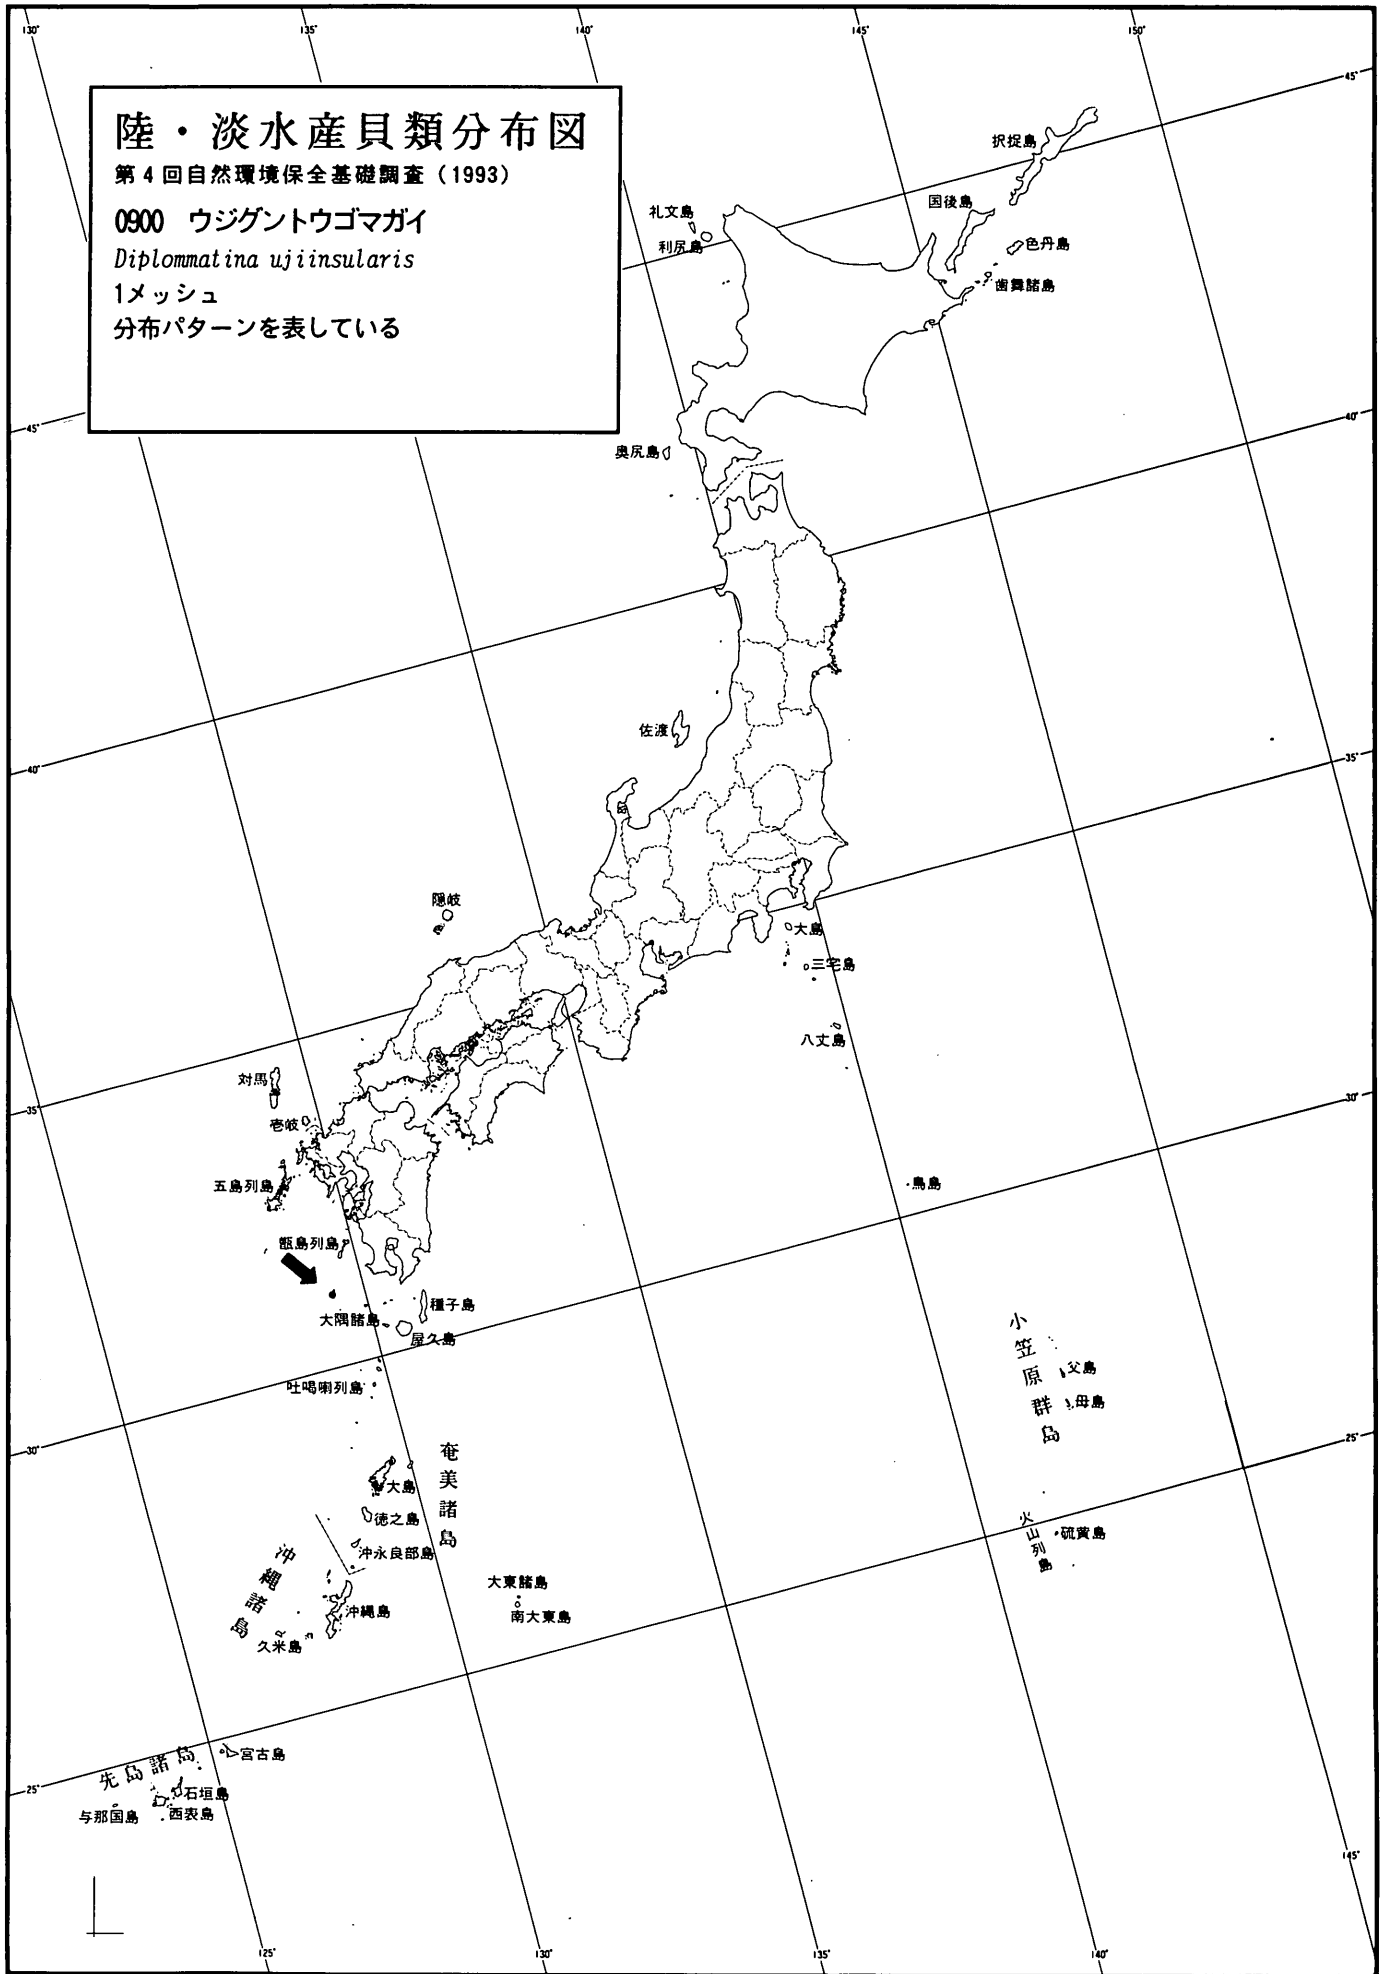 130°
135°
140°
145°
150°
陸・淡水産貝類分布図
第4回自然環境保全基礎調査（1993）
0900 ウジグントウゴマガイ
Diplommatina ujiinsularis
1メッシュ
分布パターンを表している
45°
択捉島
国後島
礼文島
利尻島
色丹島
歯舞諸島
40°
45°
奥尻島
佐渡
35°
40°
隠岐
大島
三宅島
八丈島
対馬
35°
壱岐
30°
五島列島
鳥島
甑島列島
種子島
大隅諸島
屋久島
小笠原群島
父島
吐噶喇列島
母島
25°
30°
奄美諸島
大島
徳之島
火山列島
硫黄島
沖永良部島
沖縄諸島
大東諸島
沖縄島
南大東島
久米島
先島諸島
宮古島
25°
石垣島
与那国島
西表島
145°
125°
130°
135°
140°